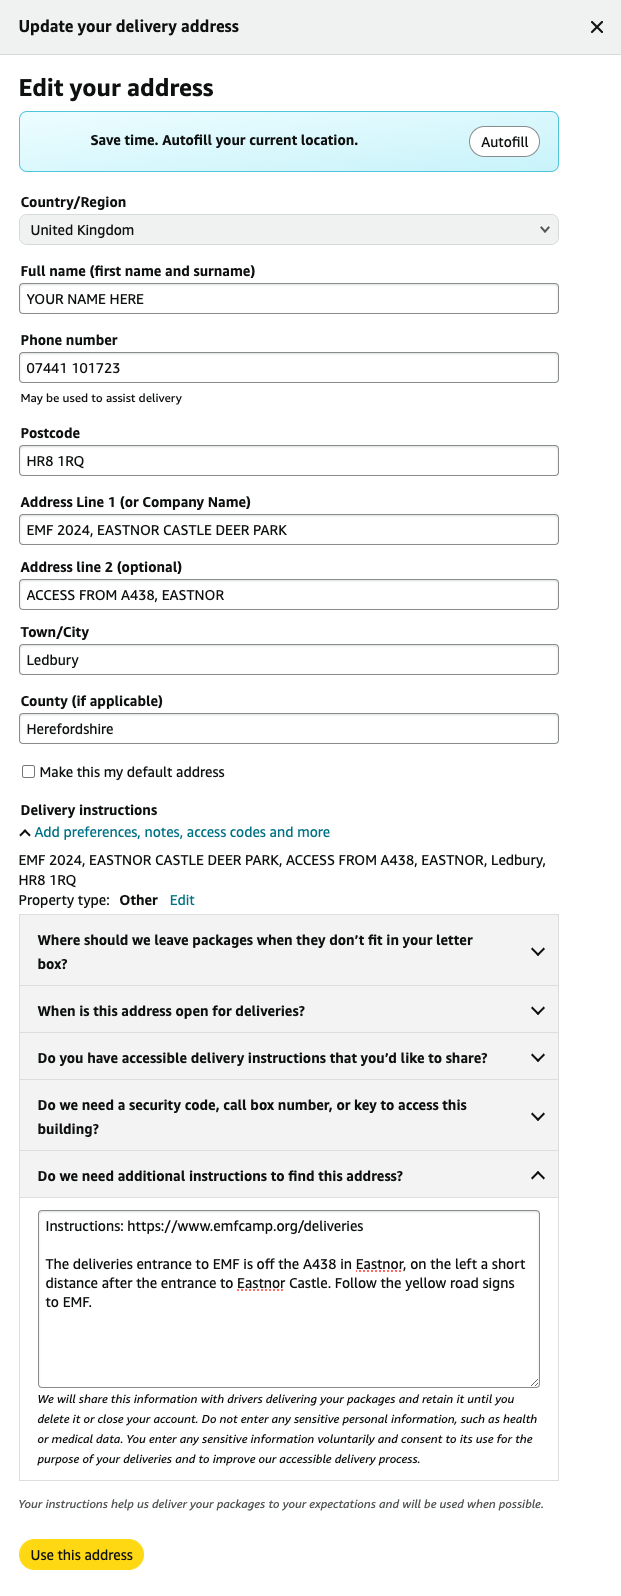 Update your delivery address
Edit your address
Save time. Autofill your current location.
Autofill
Country/Region
United Kingdom
Full name (first name and surname)
YOUR NAME HERE
Phone number
07441 101723
May be used to assist delivery
Postcode
HR8 1RQ
Address Line 1 (or Company Name)
EMF 2024, EASTNOR CASTLE DEER PARK
Address line 2 (optional)
ACCESS FROM A438, EASTNOR
Town/City
Ledbury
County (if applicable)
Herefordshire
Make this my default address
Delivery instructions
Add preferences, notes, access codes and more
EMF 2024, EASTNOR CASTLE DEER PARK, ACCESS FROM A438, EASTNOR, Ledbury,
HR8 1RQ
Property type: Other Edit
Where should we leave packages when they don’t fit in your letter
box?
When is this address open for deliveries?
Do you have accessible delivery instructions that you’d like to share?
Do we need a security code, call box number, or key to access this
building?
Do we need additional instructions to find this address?
Instructions: https://www.emfcamp.org/deliveries
The deliveries entrance to EMF is off the A438 in Eastnor, on the left a short
distance after the entrance to Eastnor Castle. Follow the yellow road signs
to EMF.
We will share this information with drivers delivering your packages and retain it until you
delete it or close your account. Do not enter any sensitive personal information, such as health
or medical data. You enter any sensitive information voluntarily and consent to its use for the
purpose of your deliveries and to improve our accessible delivery process.
Your instructions help us deliver your packages to your expectations and will be used when possible.
Use this address